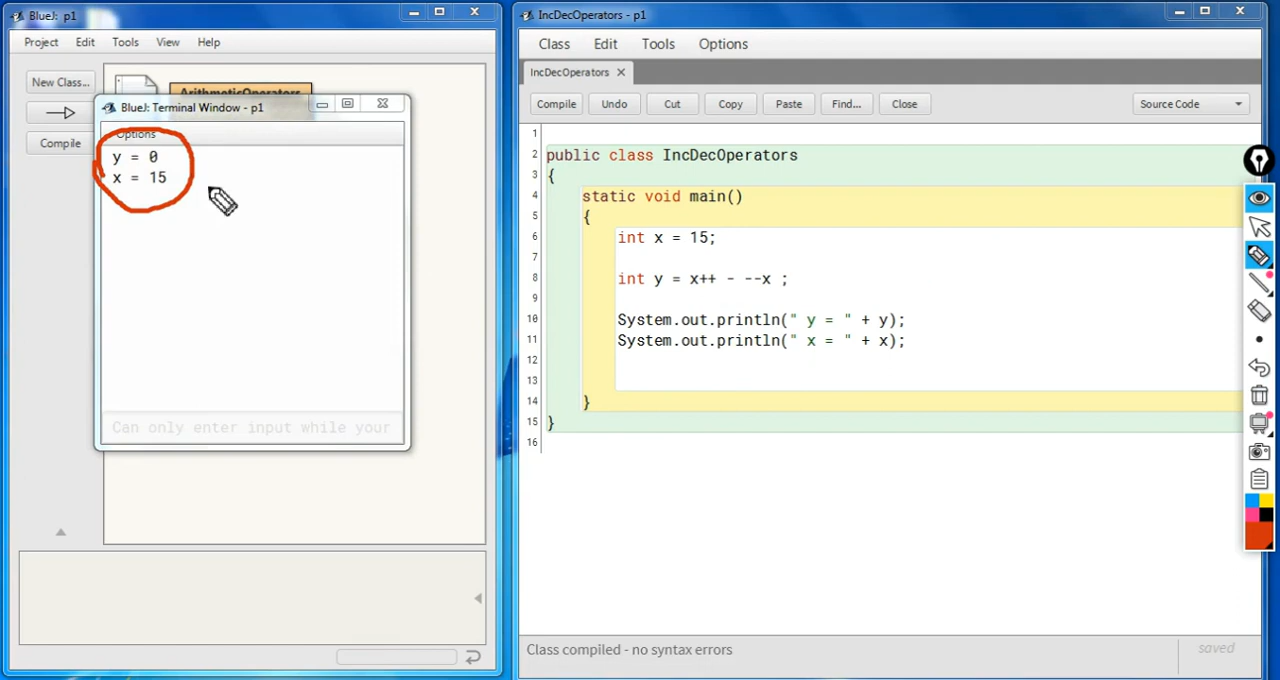 BlueJ: p1
Project Edit Tools View Help
New Class...
Compile
ArithmeticOperators
BlueJ: Terminal Window - p1
Options
y = 0
x = 15
Can only enter input while your
IncDecOperators - p1
Class Edit Tools Options
IncDecOperators
Compile Undo Cut Copy Paste Find... Close Source Code
1
2 public class IncDecOperators
3 {
4 static void main()
5 {
6 int x = 15;
7
8 int y = x++ - --x ;
9
10 System.out.println(" y = " + y);
11 System.out.println(" x = " + x);
12
13
14 }
15 }
16
Class compiled - no syntax errors
saved